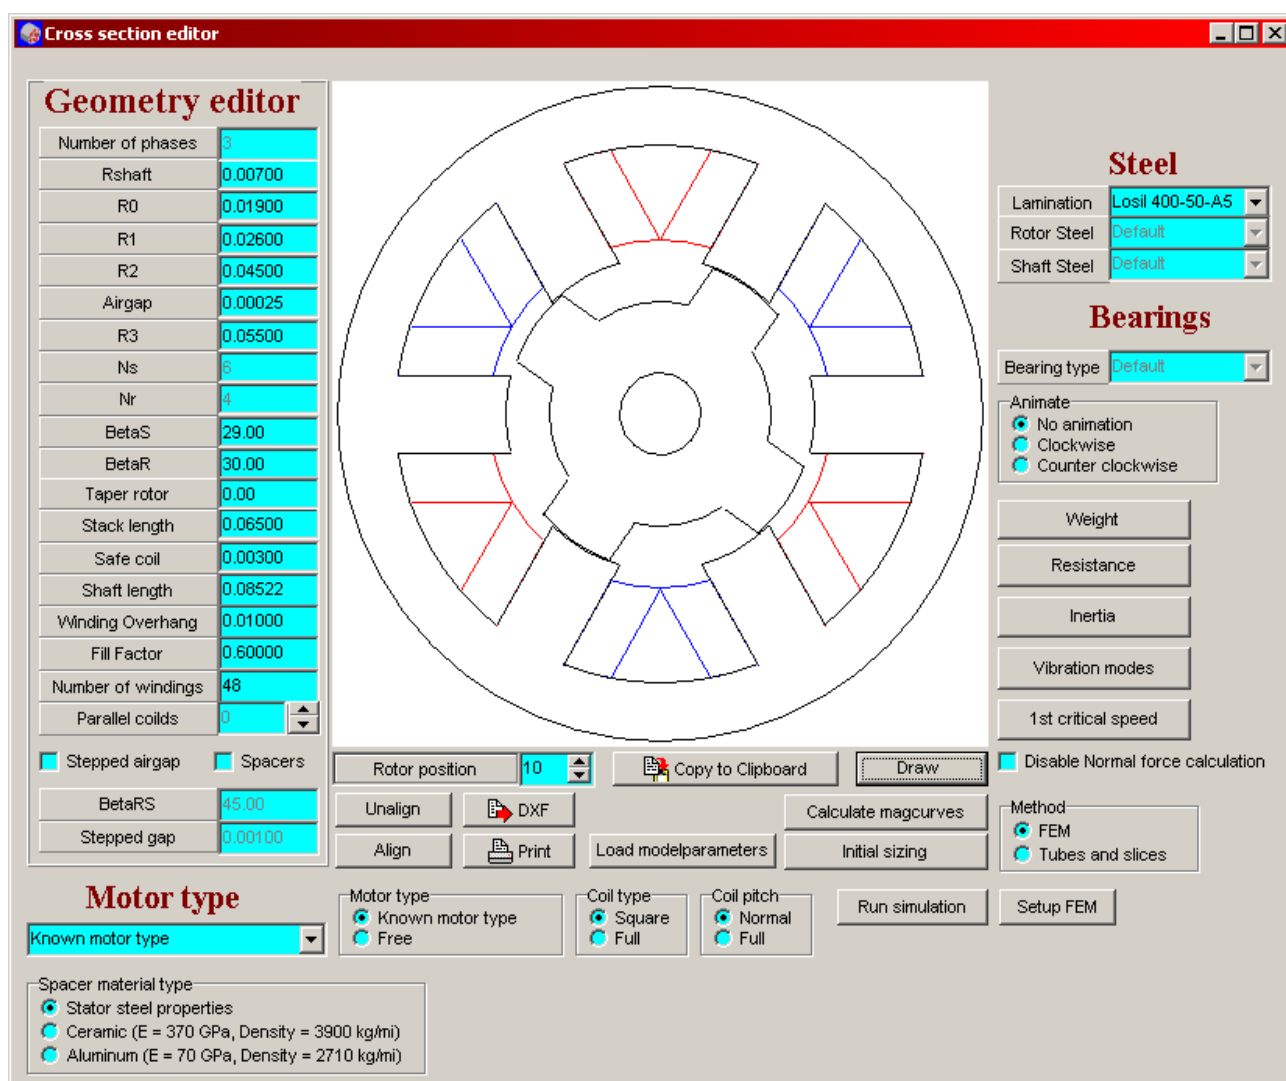 Cross section editor
Geometry editor
Number of phases 3
Rshaft 0.00700
R0 0.01900
R1 0.02600
R2 0.04500
Airgap 0.00025
R3 0.05500
Ns 6
Nr 4
BetaS 29.00
BetaR 30.00
Taper rotor 0.00
Stack length 0.06500
Safe coil 0.00300
Shaft length 0.08522
Winding Overhang 0.01000
Fill Factor 0.60000
Number of windings 48
Parallel coilds 0
Stepped airgap Spacers
BetaRS 45.00
Stepped gap 0.00100
Steel
Lamination Losil 400-50-A5
Rotor Steel Default
Shaft Steel Default
Bearings
Bearing type Default
Animate
No animation
Clockwise
Counter clockwise
Weight
Resistance
Inertia
Vibration modes
1st critical speed
Disable Normal force calculation
Rotor position 10 Copy to Clipboard Draw
Unalign DXF Calculate magcurves
Align Print Load modelparameters Initial sizing
Method
FEM
Tubes and slices
Motor type
Known motor type
Motor type
Known motor type
Free
Coil type
Square
Full
Coil pitch
Normal
Full
Run simulation Setup FEM
Spacer material type
Stator steel properties
Ceramic (E = 370 GPa, Density = 3900 kg/mi)
Aluminum (E = 70 GPa, Density = 2710 kg/mi)